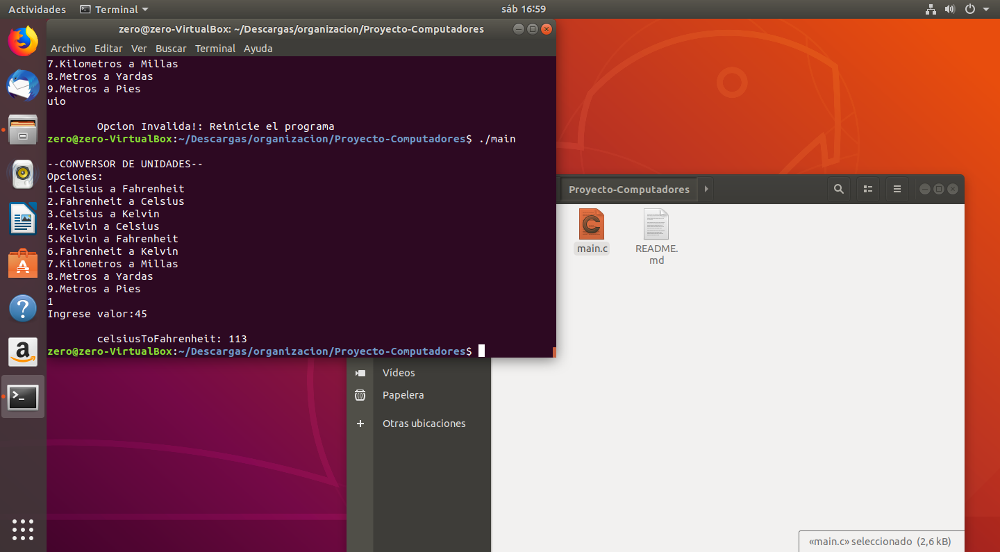 Actividades
Terminal
sáb 16:59
zero@zero-VirtualBox: ~/Descargas/organizacion/Proyecto-Computadores
Archivo Editar Ver Buscar Terminal Ayuda
7.Kilometros a Millas
8.Metros a Yardas
9.Metros a Pies
uio
Opcion Invalida!: Reinicie el programa
zero@zero-VirtualBox:~/Descargas/organizacion/Proyecto-Computadores$ ./main
--CONVERSOR DE UNIDADES--
Opciones:
1.Celsius a Fahrenheit
2.Fahrenheit a Celsius
3.Celsius a Kelvin
4.Kelvin a Celsius
5.Kelvin a Fahrenheit
6.Fahrenheit a Kelvin
7.Kilometros a Millas
8.Metros a Yardas
9.Metros a Pies
1
Ingrese valor:45
celsiusToFahrenheit: 113
zero@zero-VirtualBox:~/Descargas/organizacion/Proyecto-Computadores$
Proyecto-Computadores
main.c
README.
md
Vídeos
Papelera
Otras ubicaciones
«main.c» seleccionado (2,6 kB)